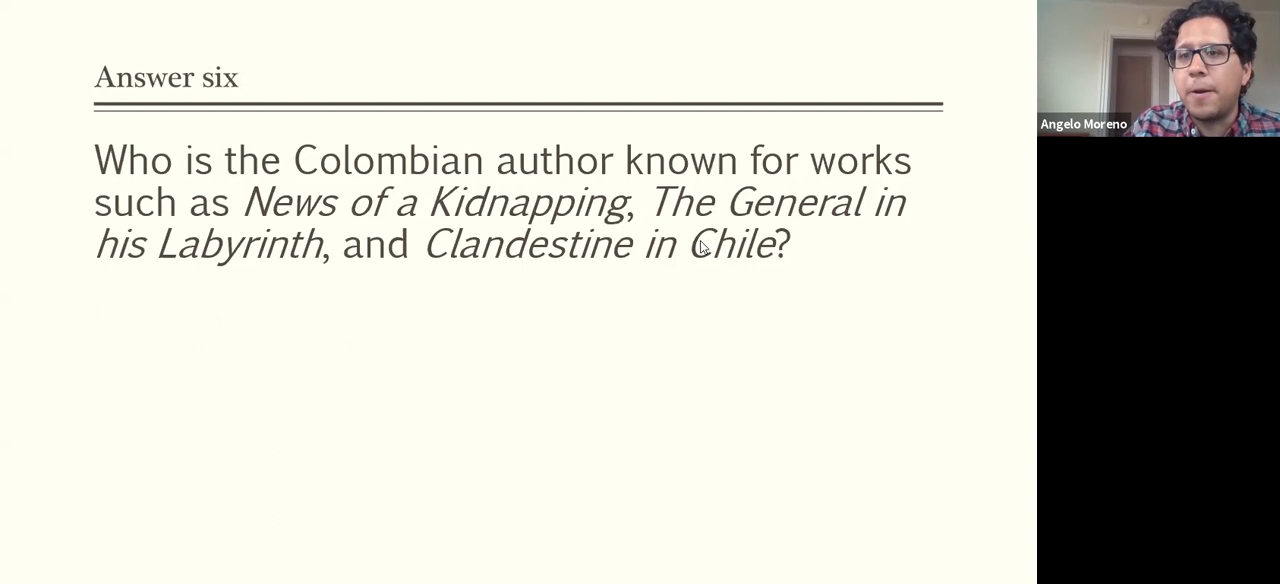 Answer six
Who is the Colombian author known for works
such as News of a Kidnapping, The General in
his Labyrinth, and Clandestine in Chile?
Angelo Moreno